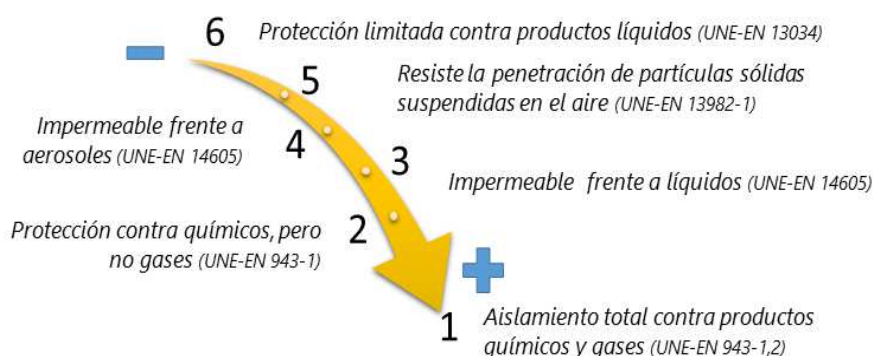 6 Protección limitada contra productos líquidos (UNE-EN 13034)
5 Resiste la penetración de partículas sólidas
suspendidas en el aire (UNE-EN 13982-1)
4 Impermeable frente a
aerosoles (UNE-EN 14605)
3 Impermeable frente a líquidos (UNE-EN 14605)
2 Protección contra químicos, pero
no gases (UNE-EN 943-1)
1 Aislamiento total contra productos
químicos y gases (UNE-EN 943-1,2)